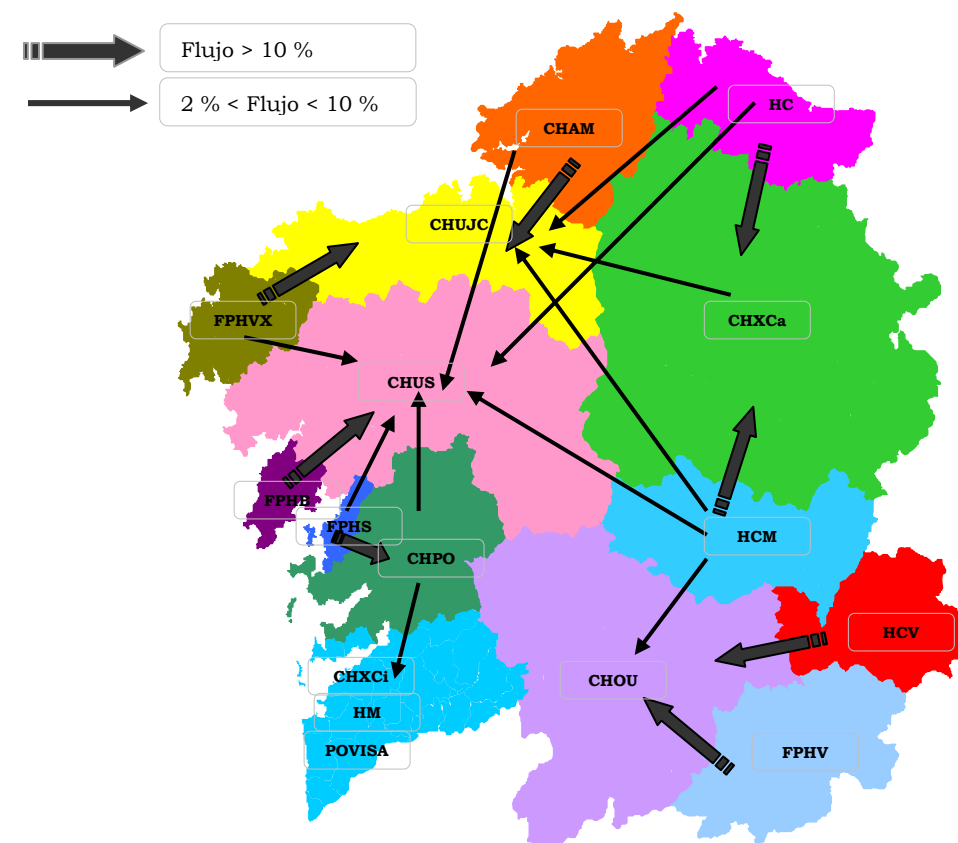 Flujo > 10 %
2 % < Flujo < 10 %
HC
CHAM
CHUJC
FPHVX
CHXCa
CHUS
FPHB
FPHS
HCM
CHPO
HCV
CHXCi
CHOU
HM
POVISA
FPHV